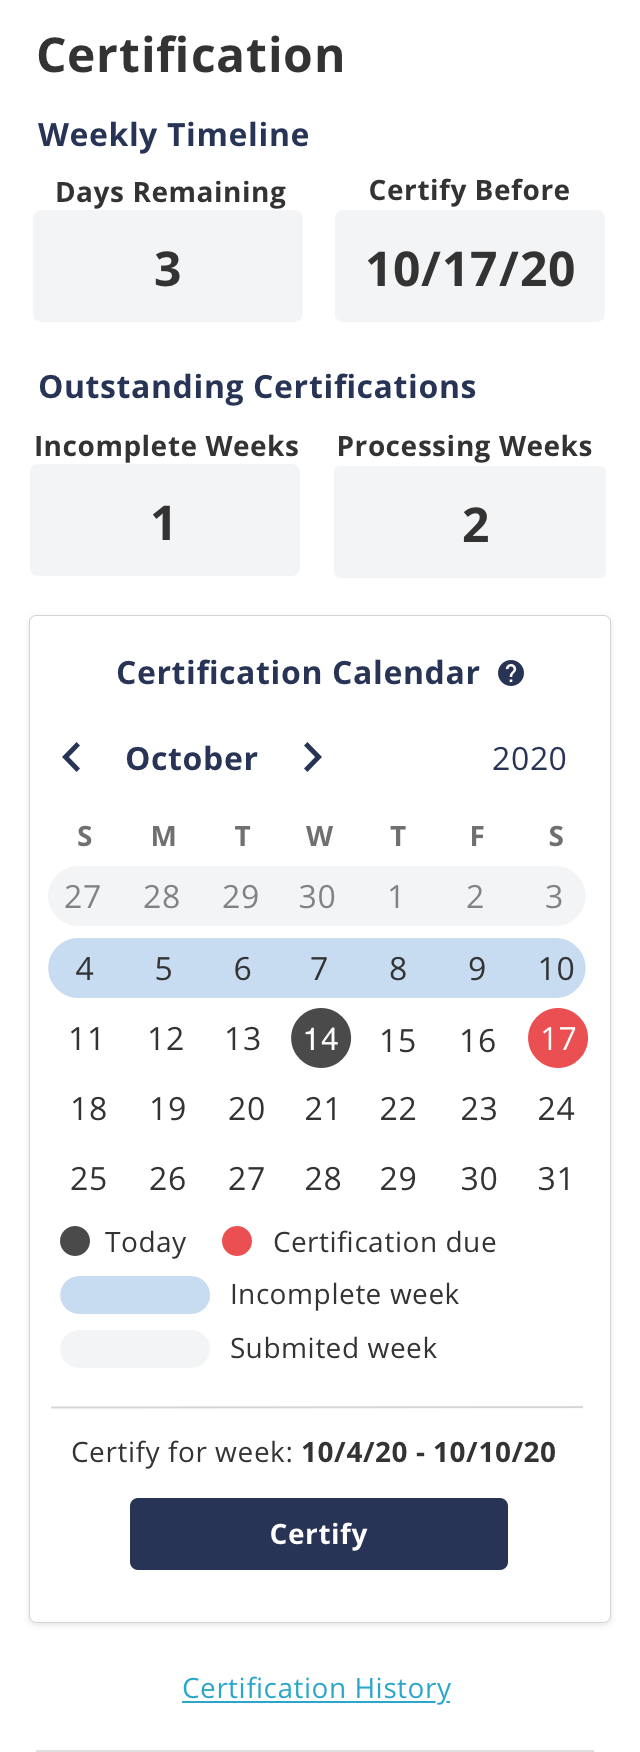 Certification
Weekly Timeline
Days Remaining Certify Before
3 10/17/20
Outstanding Certifications
Incomplete Weeks Processing Weeks
1 2
Certification Calendar ?
October 2020
S M T W T F S
27 28 29 30 1 2 3
4 5 6 7 8 9 10
11 12 13 14 15 16 17
18 19 20 21 22 23 24
25 26 27 28 29 30 31
Today Certification due
Incomplete week
Submited week
Certify for week: 10/4/20 - 10/10/20
Certify
Certification History